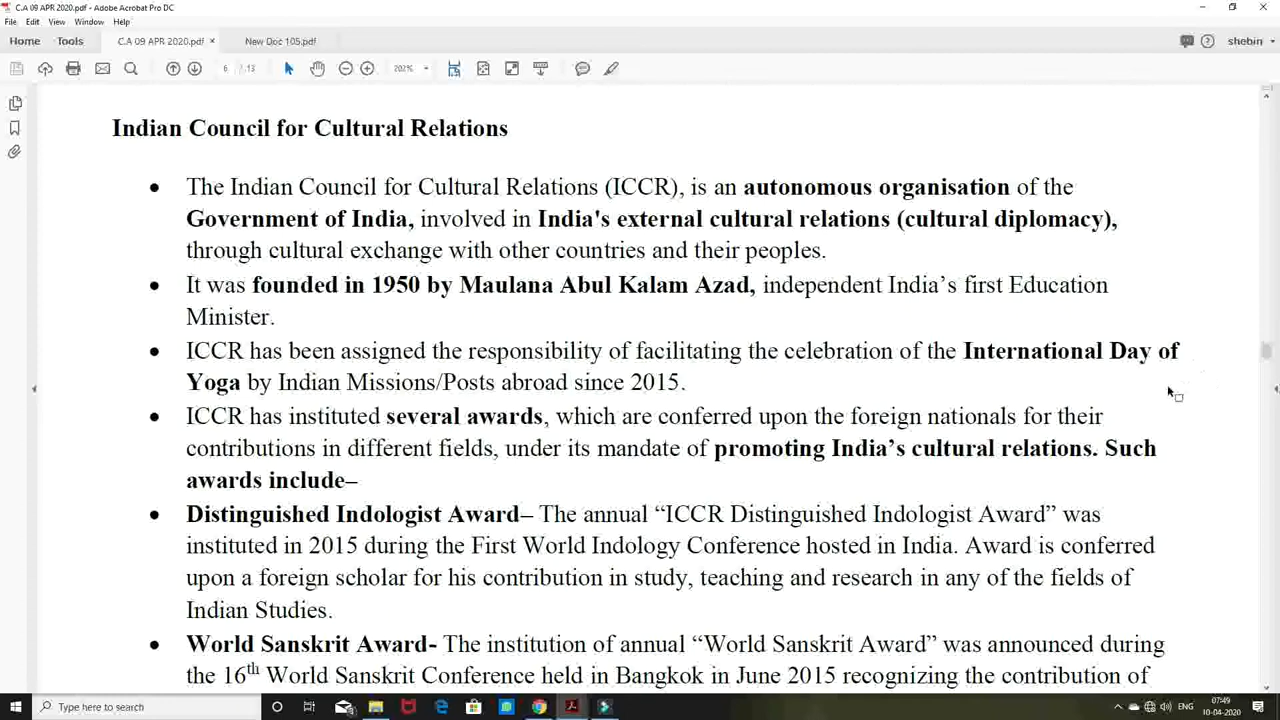 C.A 09 APR 2020.pdf - Adobe Acrobat Pro DC
File Edit View Window Help
Home Tools C.A 09 APR 2020.pdf × New Doc 105.pdf shebin
6 / 13 202%
Indian Council for Cultural Relations
• The Indian Council for Cultural Relations (ICCR), is an autonomous organisation of the
Government of India, involved in India's external cultural relations (cultural diplomacy),
through cultural exchange with other countries and their peoples.
• It was founded in 1950 by Maulana Abul Kalam Azad, independent India’s first Education
Minister.
• ICCR has been assigned the responsibility of facilitating the celebration of the International Day of
Yoga by Indian Missions/Posts abroad since 2015.
• ICCR has instituted several awards, which are conferred upon the foreign nationals for their
contributions in different fields, under its mandate of promoting India’s cultural relations. Such
awards include–
• Distinguished Indologist Award– The annual “ICCR Distinguished Indologist Award” was
instituted in 2015 during the First World Indology Conference hosted in India. Award is conferred
upon a foreign scholar for his contribution in study, teaching and research in any of the fields of
Indian Studies.
• World Sanskrit Award- The institution of annual “World Sanskrit Award” was announced during
the 16th World Sanskrit Conference held in Bangkok in June 2015 recognizing the contribution of
Type here to search
07:49
10-04-2020